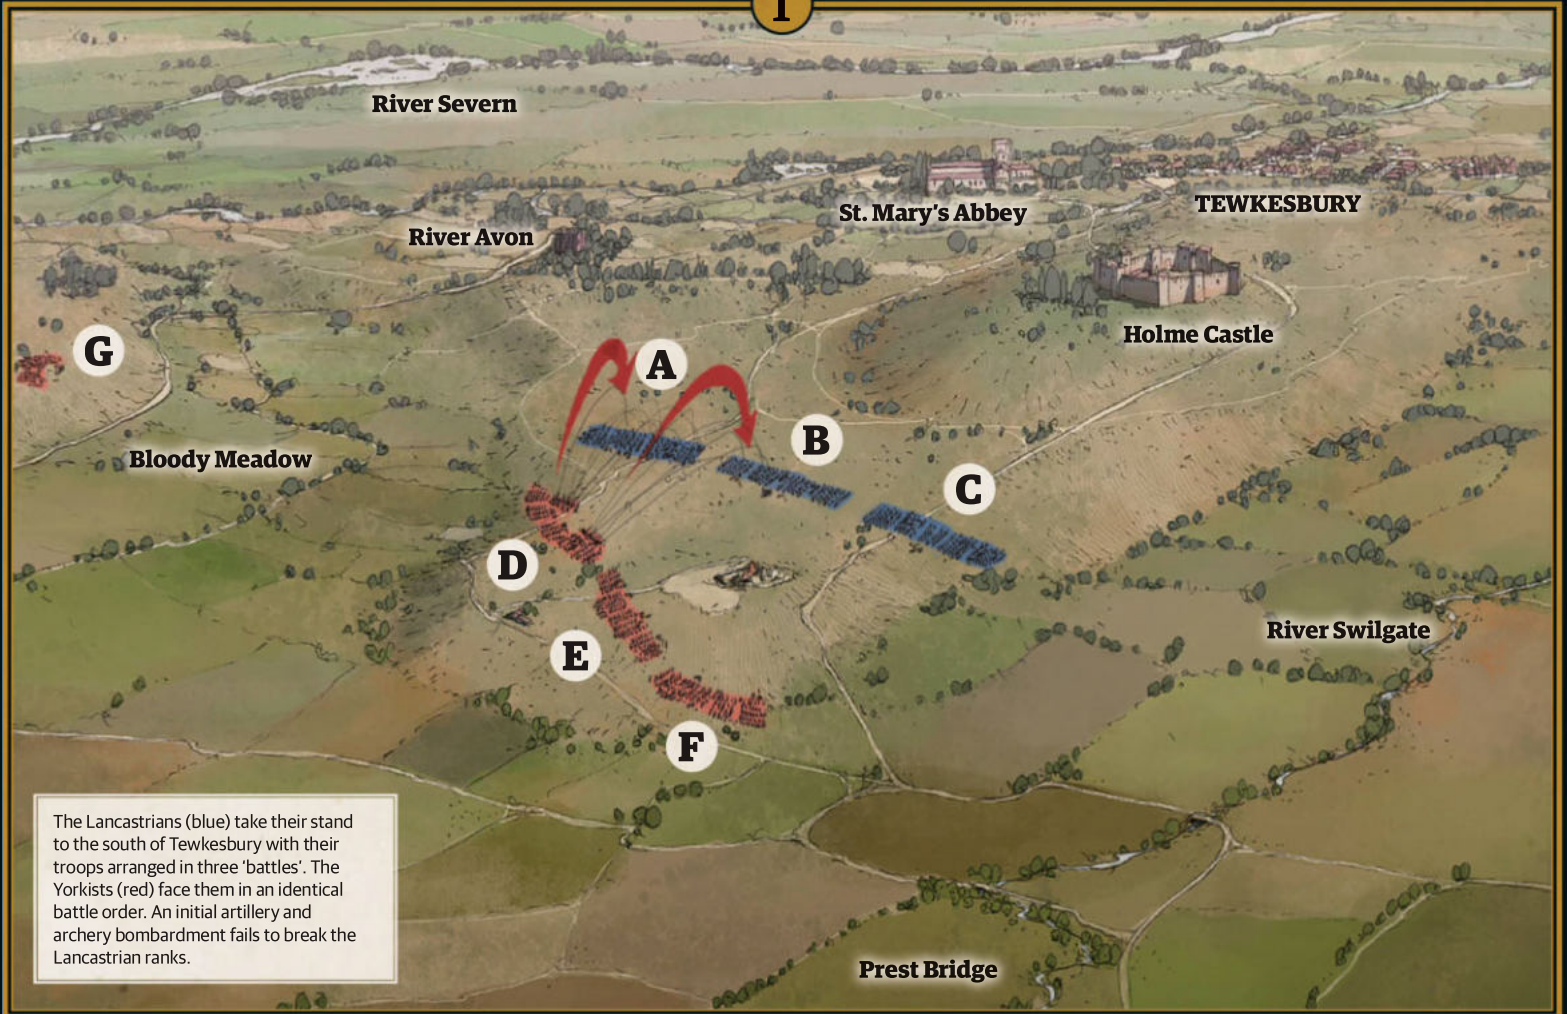 1
River Severn
St. Mary’s Abbey
TEWKESBURY
River Avon
Holme Castle
G
A
B
Bloody Meadow
C
D
River Swilgate
E
F
The Lancastrians (blue) take their stand
to the south of Tewkesbury with their
troops arranged in three ‘battles’. The
Yorkists (red) face them in an identical
battle order. An initial artillery and
archery bombardment fails to break the
Lancastrian ranks.
Prest Bridge